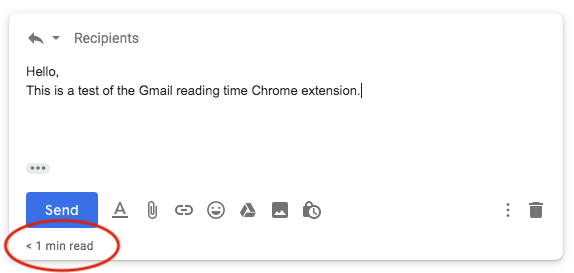 Recipients
Hello,
This is a test of the Gmail reading time Chrome extension.
Send
< 1 min read